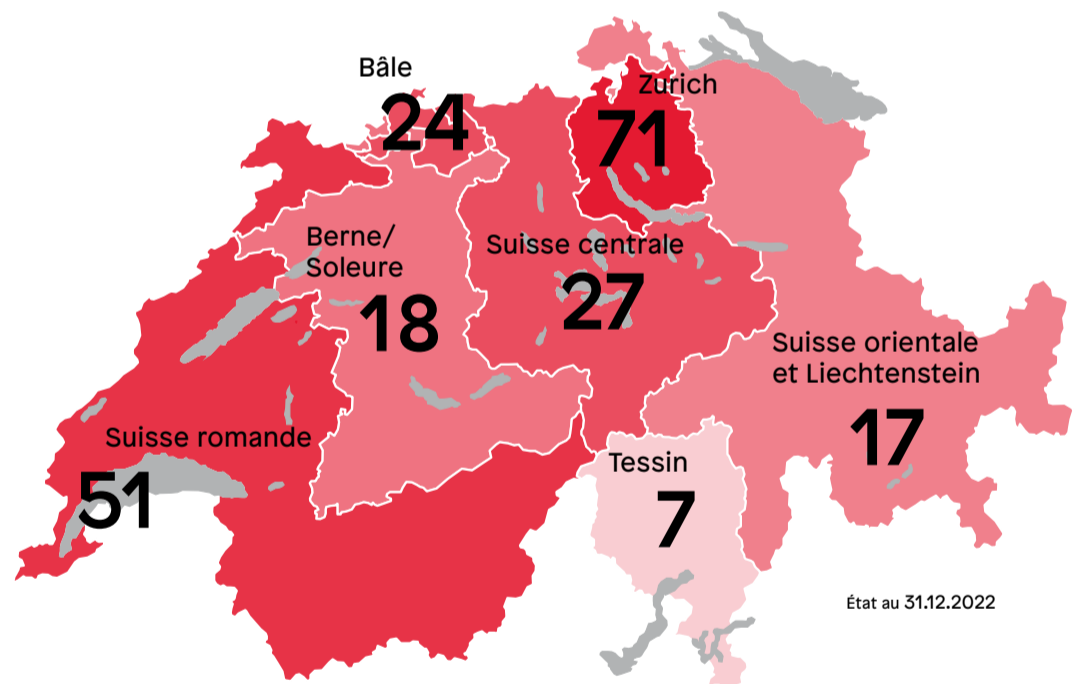 Bâle
24
Zurich
71
Berne/
Soleure
18
Suisse centrale
27
Suisse orientale
et Liechtenstein
17
Suisse romande
51
Tessin
7
État au 31.12.2022